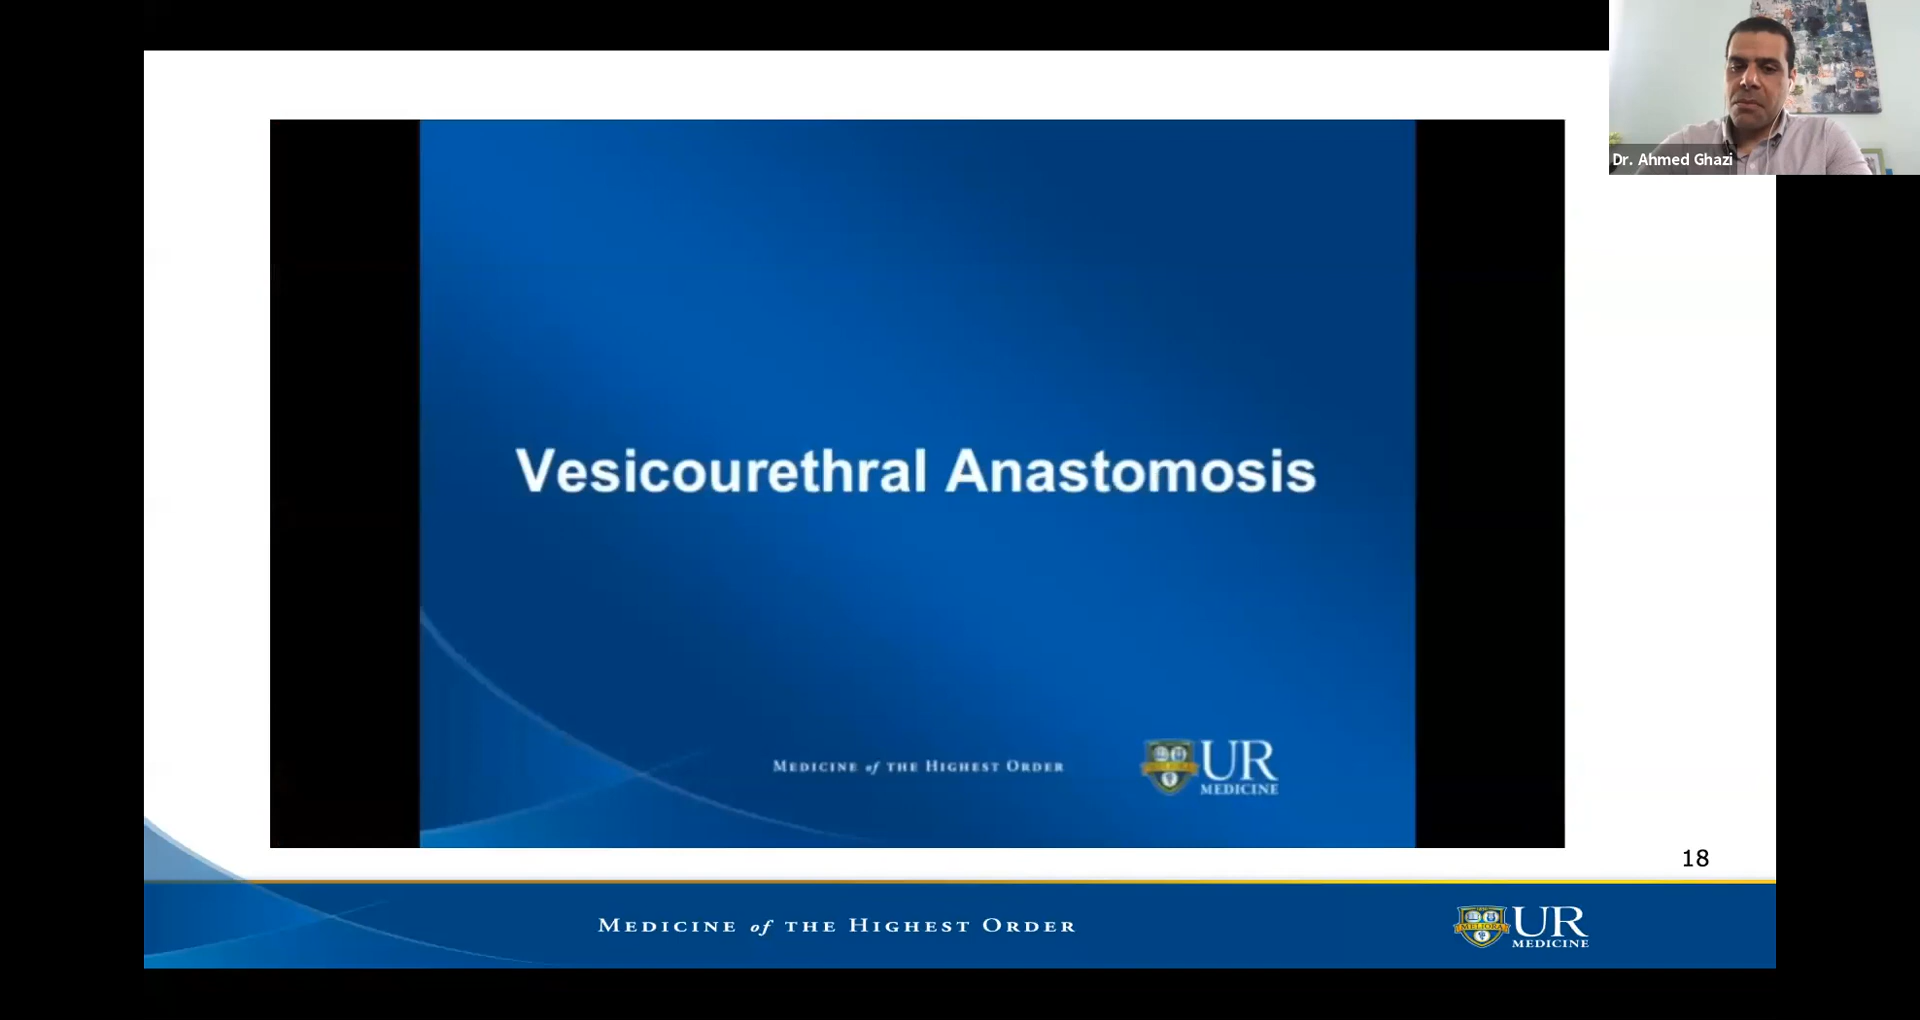 Dr. Ahmed Ghazi
Vesicourethral Anastomosis
MEDICINE of THE HIGHEST ORDER
UR
MEDICINE
18
MEDICINE of THE HIGHEST ORDER
MELIORA
UR
MEDICINE